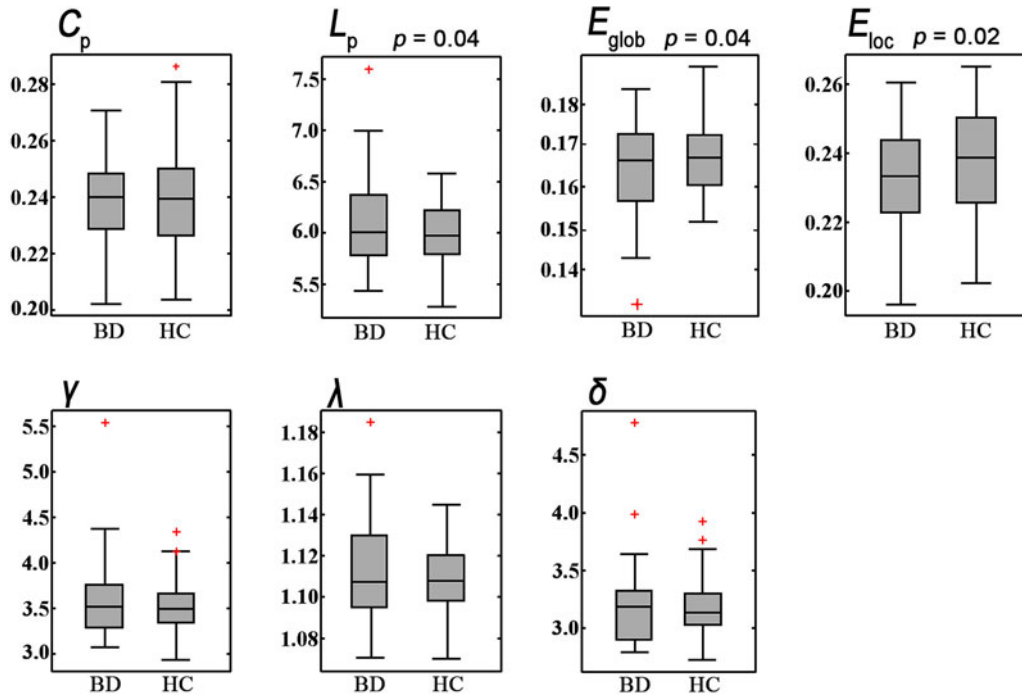 Cp
0.28
0.26
0.24
0.22
0.20
BD HC
Lp p = 0.04
7.5
7.0
6.5
6.0
5.5
BD HC
Eglob p = 0.04
0.18
0.17
0.16
0.15
0.14
BD HC
Eloc p = 0.02
0.26
0.24
0.22
0.20
BD HC
γ
5.5
5.0
4.5
4.0
3.5
3.0
BD HC
λ
1.18
1.16
1.14
1.12
1.10
1.08
BD HC
δ
4.5
4.0
3.5
3.0
BD HC